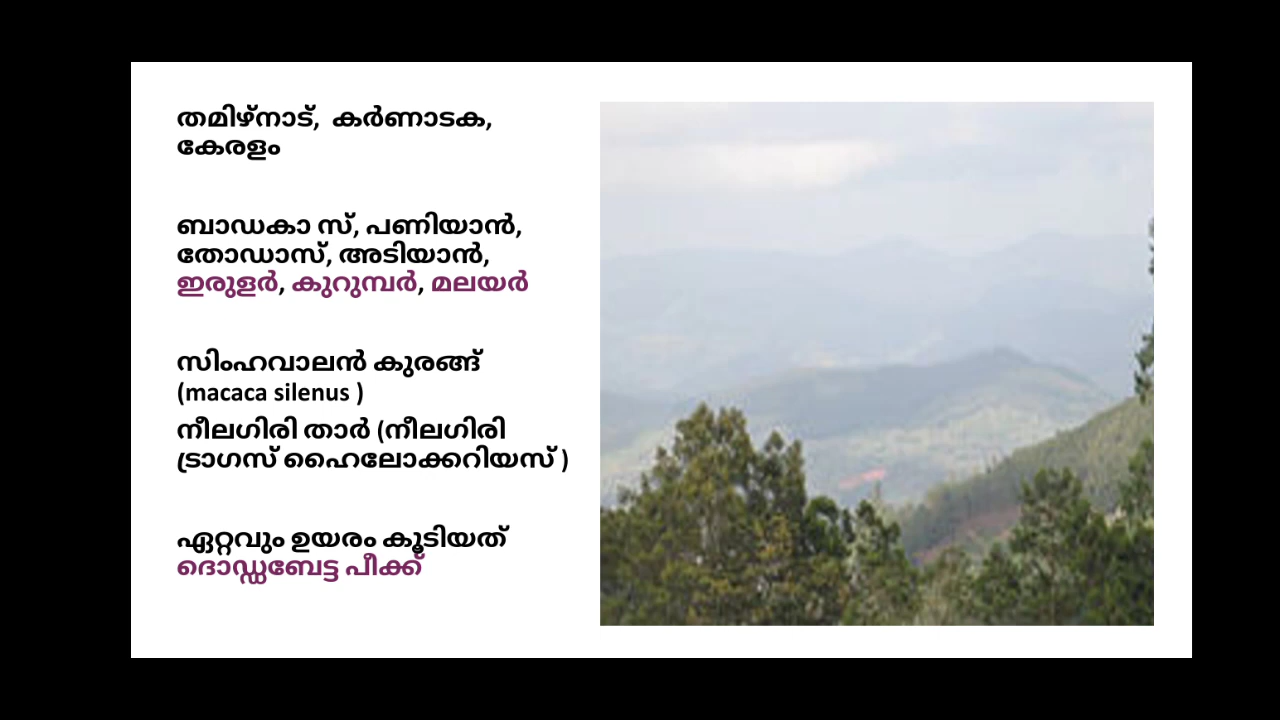 തമിഴ്നാട്,  കർണാടക,
കേരളം
ബാഡകാ സ്, പണിയാൻ,
തോഡാസ്, അടിയാൻ,
ഇരുളർ, കുറുമ്പർ, മലയർ
സിംഹവാലൻ കുരങ്ങ്
(macaca silenus )
നീലഗിരി താർ (നീലഗിരി
ട്രാഗസ് ഹൈലോക്കറിയസ് )
ഏറ്റവും ഉയരം കൂടിയത്
ദൊഡ്ഡബേട്ട പീക്ക്